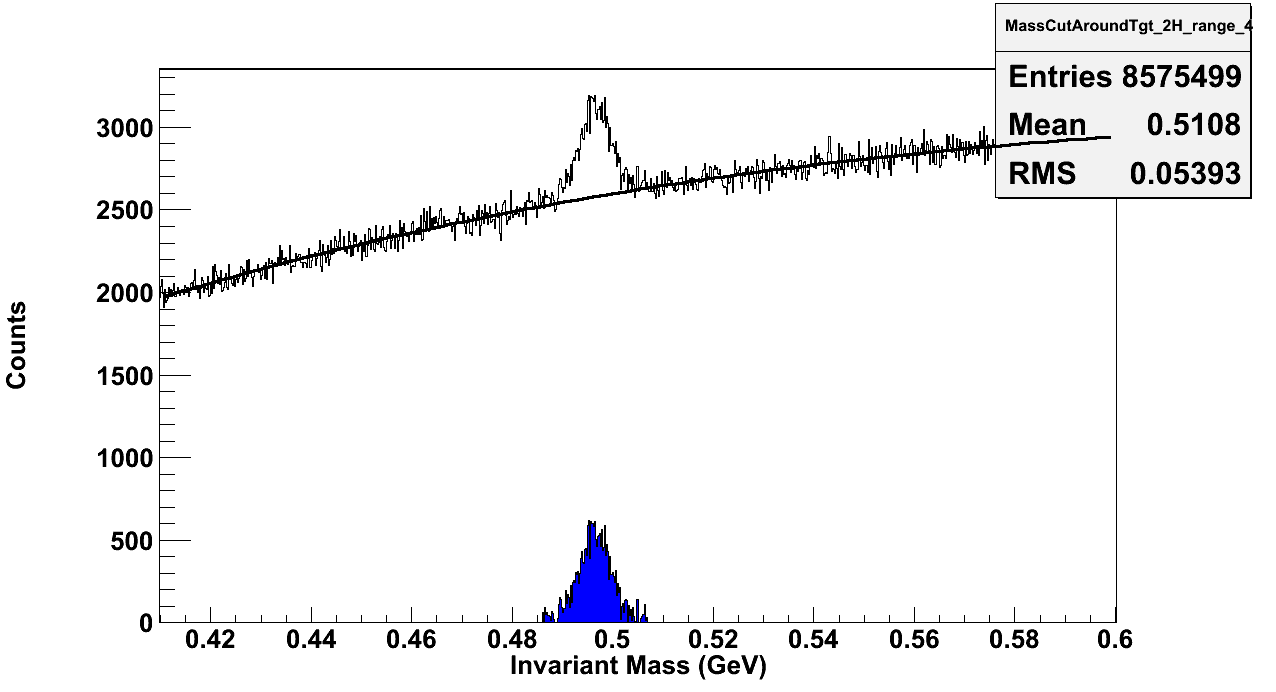 MassCutAroundTgt_2H_range_4
Entries 8575499
Mean 0.5108
RMS 0.05393
3000
2500
2000
1500
1000
500
0
Counts
0.42 0.44 0.46 0.48 0.5 0.52 0.54 0.56 0.58 0.6
Invariant Mass (GeV)